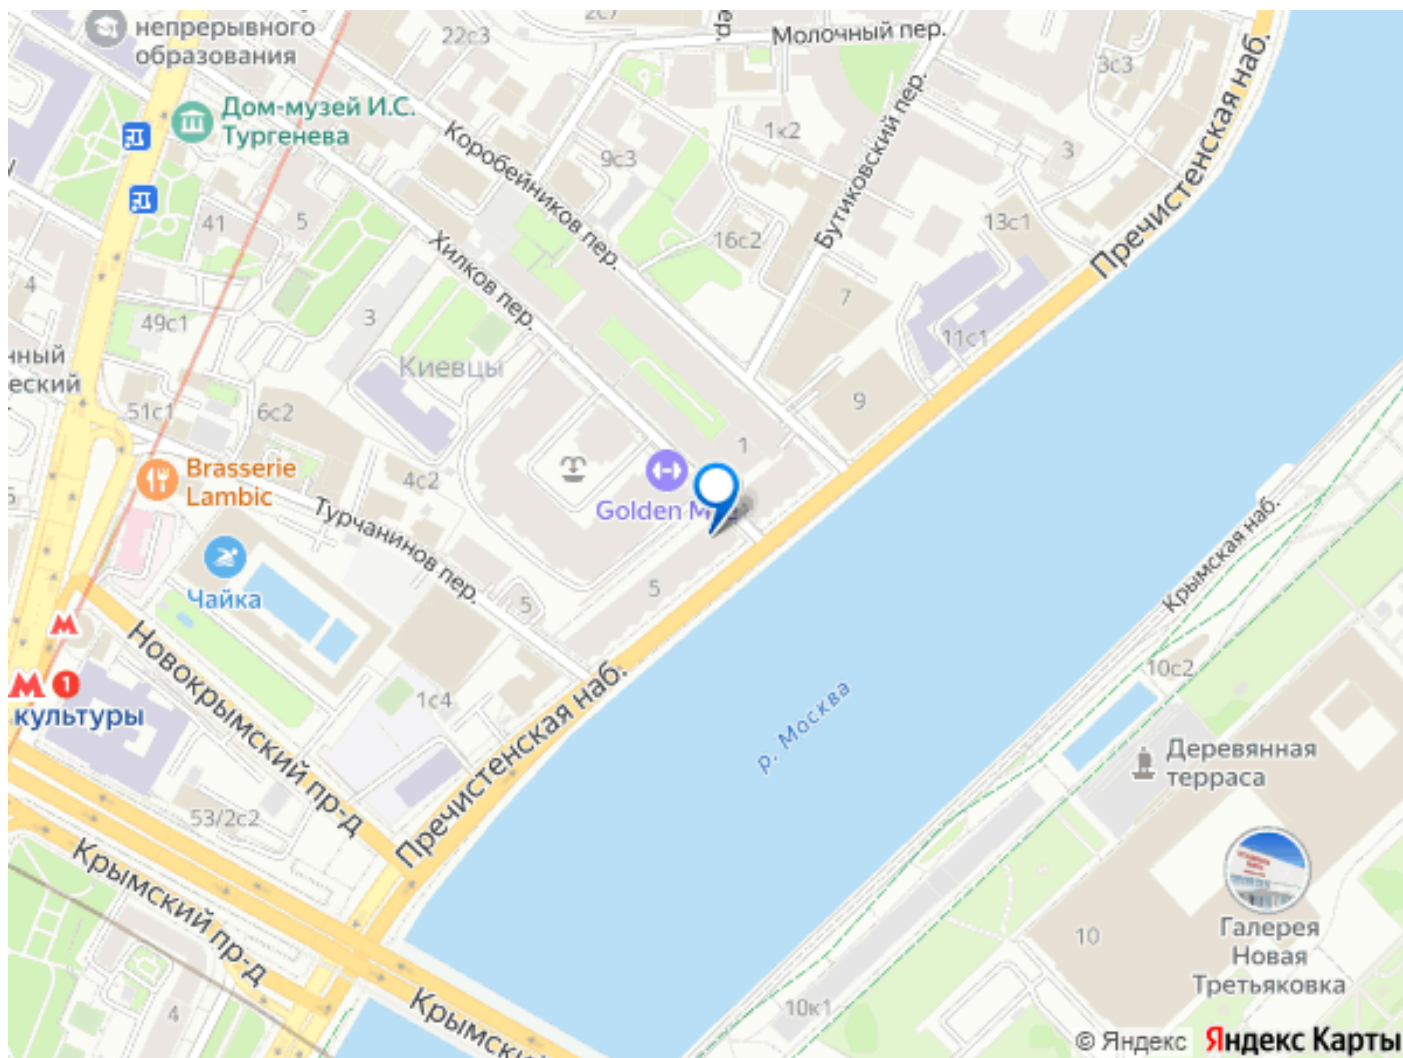 непрерывного
образования
22с3
2с7
Молочный пер.
3с3
Дом-музей И.С.
Тургенева
Коробейников пер.
9с3
1к2
Бутиковский пер.
3
Пречистенская наб.
41
5
Хилков пер.
16с2
13с1
4
49с1
3
7
11с1
Киевцы
51с1
6с2
9
Brasserie
Lambic
4с2
1
Golden M
Турчанинов пер.
Чайка
5
5
Крымская наб.
Новокрымский пр-д
1
культуры
1с4
Пречистенская наб.
р. Москва
10с2
Деревянная
терраса
53/2с2
Крымский пр-д
Крымский
10
Галерея
Новая
Третьяковка
4
10к1
© Яндекс Яндекс Карты